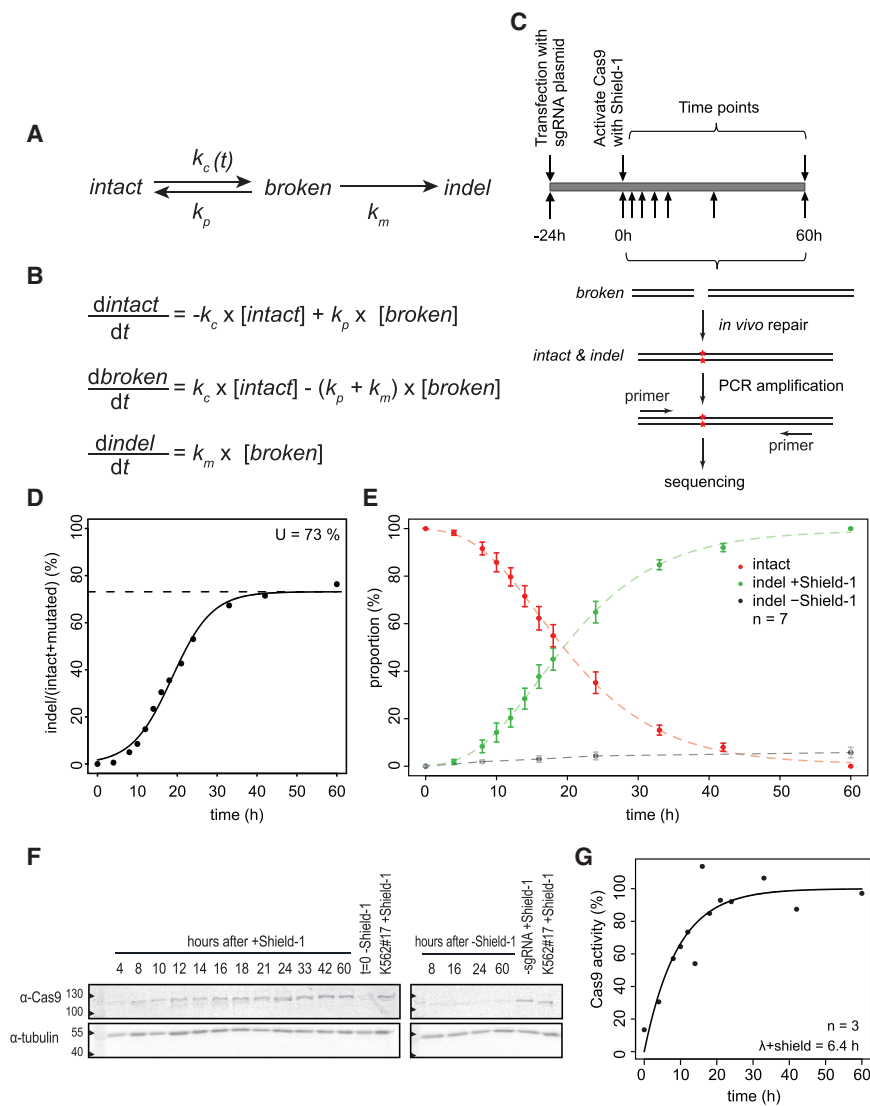 A
k_c(t)
intact broken indel
k_p
k_m
B
dintact/dt = -k_c x [intact] + k_p x [broken]
dbroken/dt = k_c x [intact] - (k_p + k_m) x [broken]
dindel/dt = k_m x [broken]
C
Transfection with
sgRNA plasmid
Activate Cas9
with Shield-1
Time points
-24h 0h 60h
broken
in vivo repair
intact & indel
PCR amplification
primer
primer
sequencing
D
U = 73 %
indel/(intact+mutated) (%)
100
80
60
40
20
0
0 10 20 30 40 50 60
time (h)
E
proportion (%)
100
80
60
40
20
0
intact
indel +Shield-1
indel −Shield-1
n = 7
0 20 40 60
time (h)
F
hours after +Shield-1
4 8 10 12 14 16 18 21 24 33 42 60
t=0 -Shield-1
K562#17 +Shield-1
hours after -Shield-1
8 16 24 60
-sgRNA +Shield-1
K562#17 +Shield-1
α-Cas9
130
100
α-tubulin
55
40
G
Cas9 activity (%)
100
80
60
40
20
0
n = 3
λ+shield = 6.4 h
0 10 20 30 40 50 60
time (h)